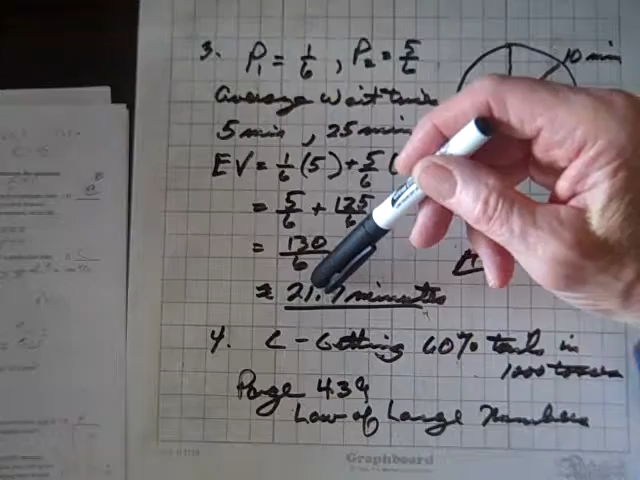 3. P₁ = 1/6 , P₂ = 5/6
10 min
Average Wait time
5 min , 25 min
EV = 1/6 (5) + 5/6 (
= 5/6 + 125/6
= 130/6
≈ 21.7 minutes
4. C - Getting 60% tails in
1000 tosses
Page 439
Law of Large Numbers
Graphboard